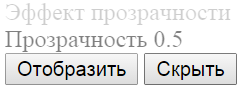 Эффект прозрачности
Прозрачность 0.5
Отобразить Скрыть